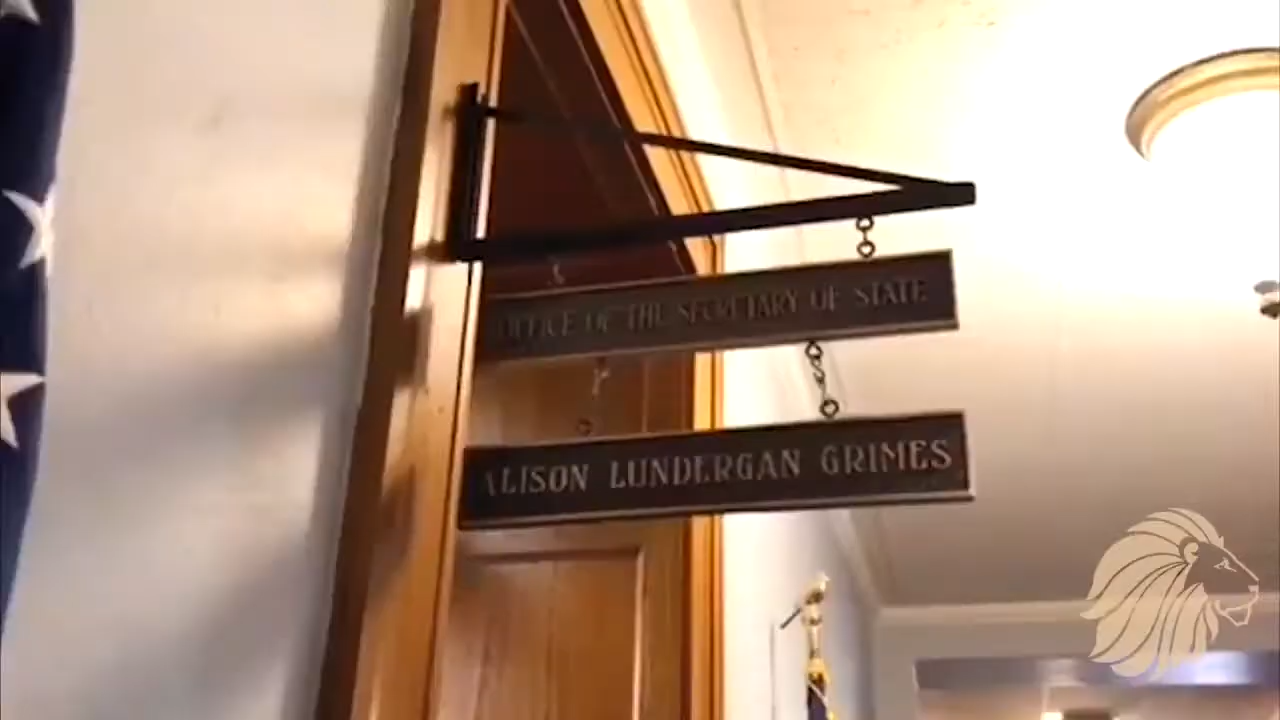 OFFICE OF THE SECRETARY OF STATE
ALISON LUNDERGAN GRIMES